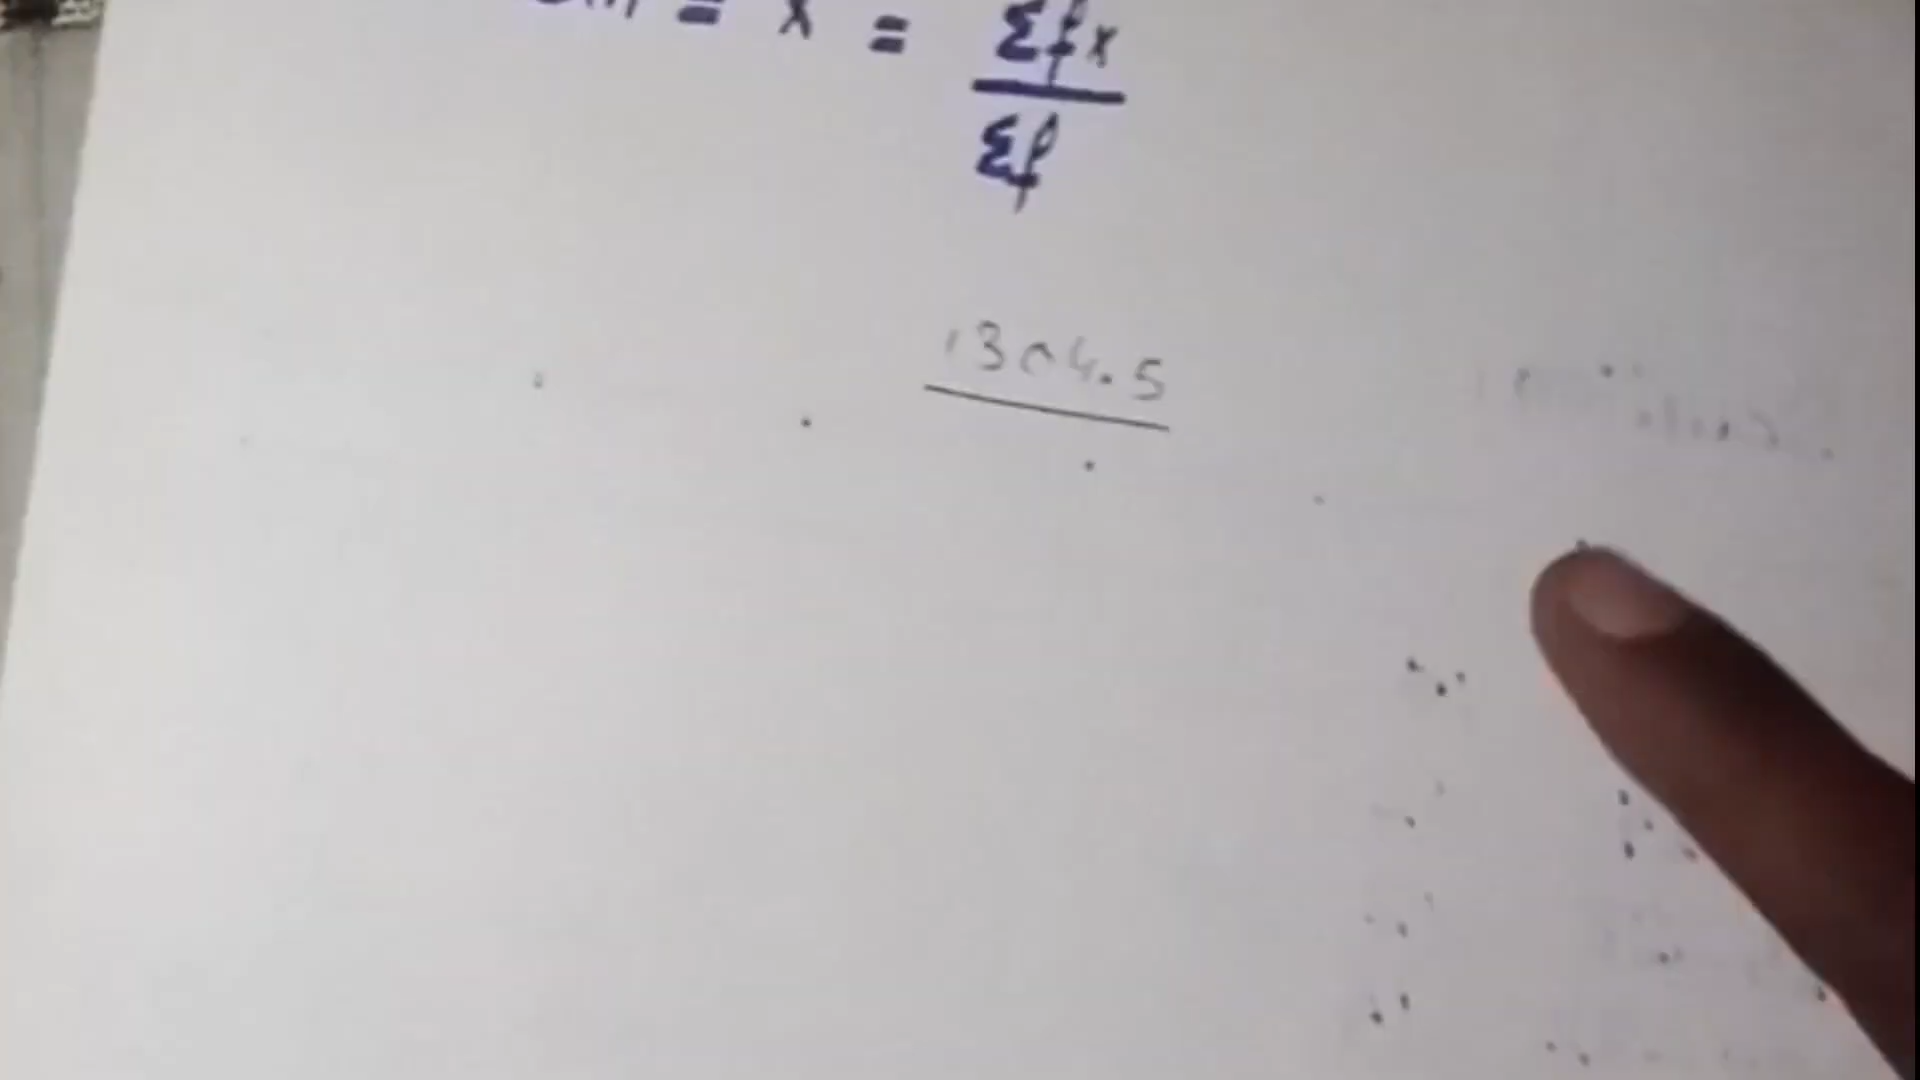 = x = Σfx
Σf
1304.5